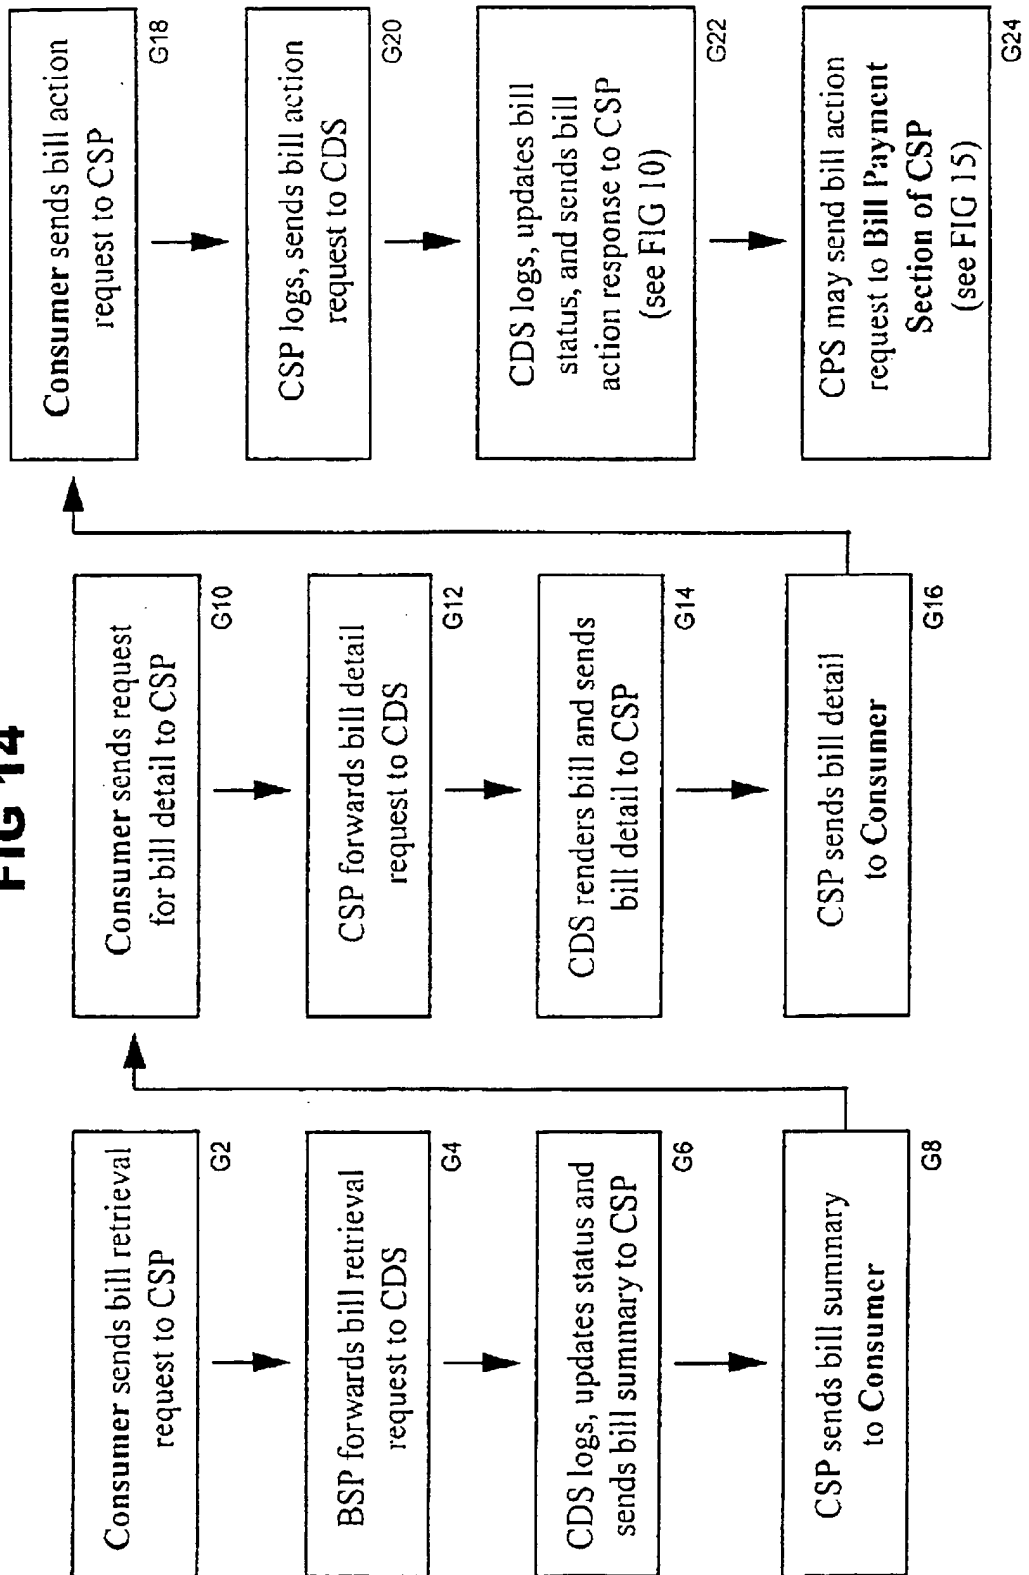 FIG 14
Consumer sends bill retrieval
request to CSP
G2
BSP forwards bill retrieval
request to CDS
G4
CDS logs, updates status and
sends bill summary to CSP
G6
CSP sends bill summary
to Consumer
G8
Consumer sends request
for bill detail to CSP
G10
CSP forwards bill detail
request to CDS
G12
CDS renders bill and sends
bill detail to CSP
G14
CSP sends bill detail
to Consumer
G16
Consumer sends bill action
request to CSP
G18
CSP logs, sends bill action
request to CDS
G20
CDS logs, updates bill
status, and sends bill
action response to CSP
(see FIG 10)
G22
CPS may send bill action
request to Bill Payment
Section of CSP
(see FIG 15)
G24